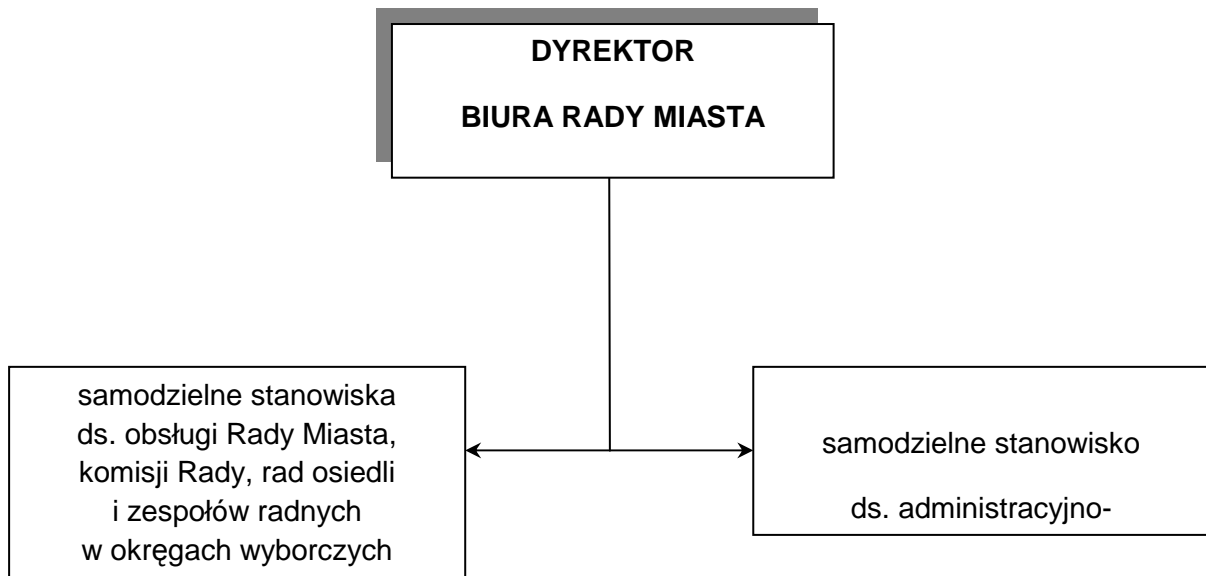 DYREKTOR
BIURA RADY MIASTA
samodzielne stanowiska
ds. obsługi Rady Miasta,
komisji Rady, rad osiedli
i zespołów radnych
w okręgach wyborczych
samodzielne stanowisko
ds. administracyjno-